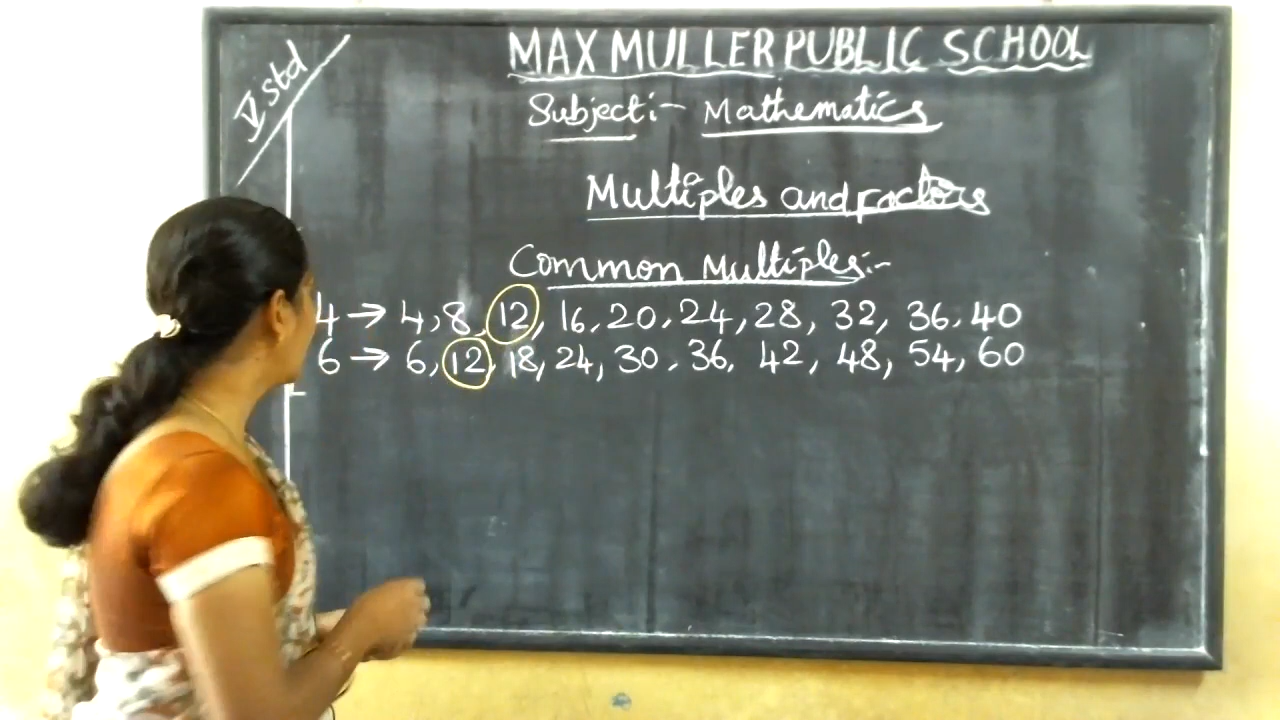 V std
MAX MULLER PUBLIC SCHOOL
Subject:- Mathematics
Multiples and factors
Common Multiples:-
4 → 4, 8, 12, 16, 20, 24, 28, 32, 36, 40
6 → 6, 12, 18, 24, 30, 36, 42, 48, 54, 60